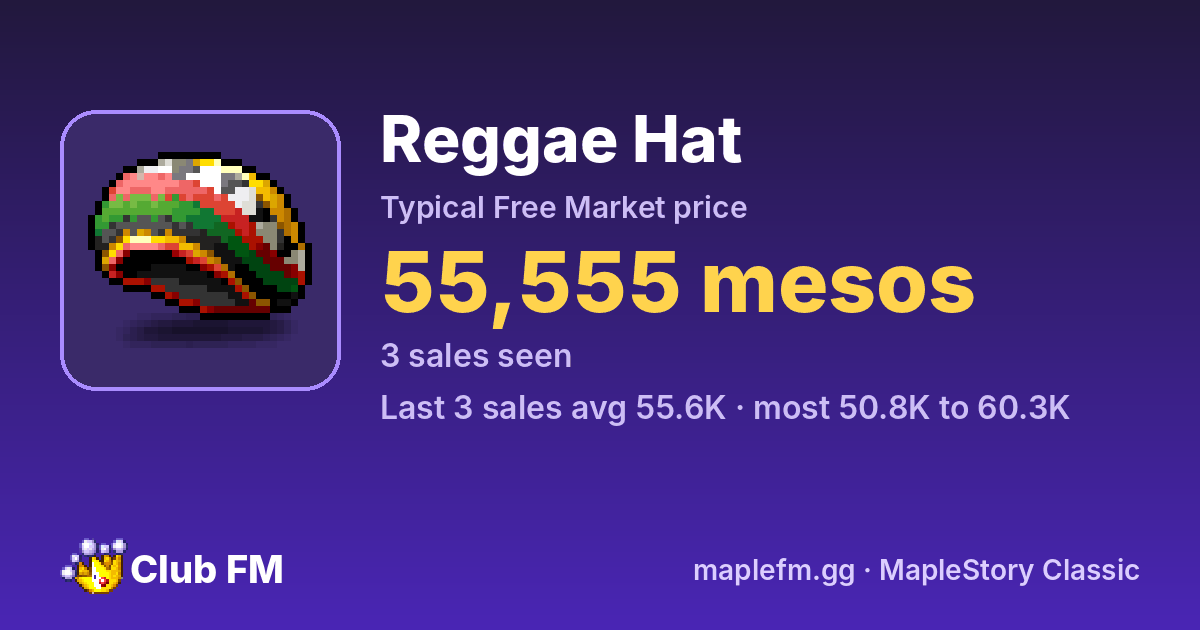 Reggae Hat
Typical Free Market price
55,555 mesos
3 sales seen
Last 3 sales avg 55.6K · most 50.8K to 60.3K
Club FM
maplefm.gg · MapleStory Classic